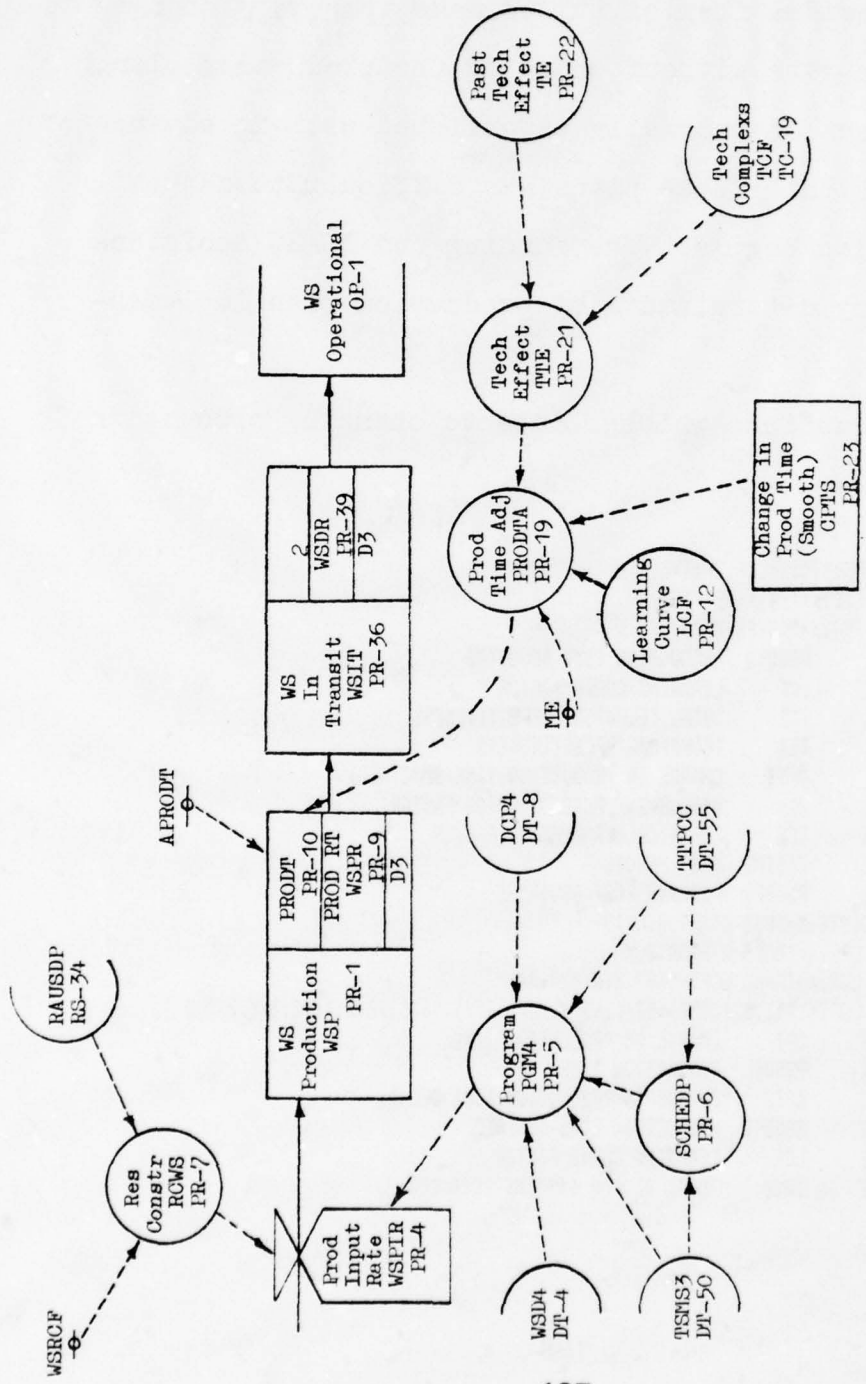 WSRCF
Res
Constr
RCWS
PR-7
RAUSDP
RS-34
Prod
Input
Rate
WSPIR
PR-4
WS
Production
WSP
PR-1
PRODT
PR-10
PROD RT
WSPR
PR-9
D3
APRODT
WS
In
Transit
WSIT
PR-36
2
WSDR
PR-39
D3
WS
Operational
OP-1
WSD4
DT-4
TSMS3
DT-50
SCHEDP
PR-6
Program
PGM4
PR-5
DCP4
DT-8
TTPCC
DT-55
ME
Prod
Time Adj
PRODTA
PR-19
Learning
Curve
LCF
PR-12
Change in
Prod Time
(Smooth)
CPTS
PR-23
Tech
Effect
TTE
PR-21
Past
Tech
Effect
TE
PR-22
Tech
Complexs
TCF
TC-19